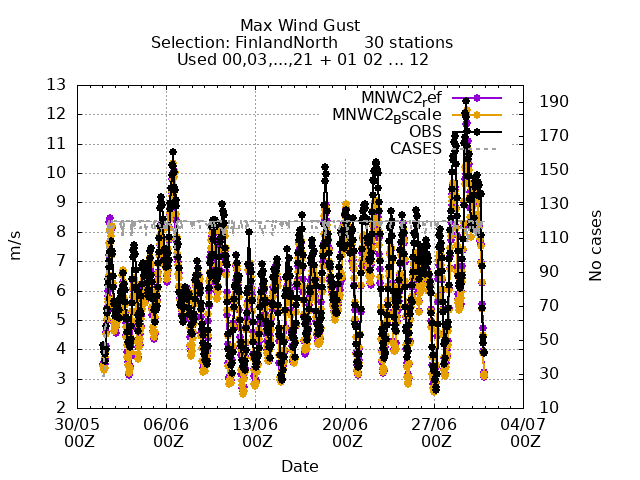 Max Wind Gust
Selection: FinlandNorth 30 stations
Used 00,03,...,21 + 01 02 ... 12
MNWC2ref
MNWC2Bscale
OBS
CASES
13
12
11
10
9
8
7
6
5
4
3
2
m/s
190
170
150
130
110
90
70
50
30
10
No cases
30/05 06/06 13/06 20/06 27/06 04/07
00Z 00Z 00Z 00Z 00Z 00Z
Date